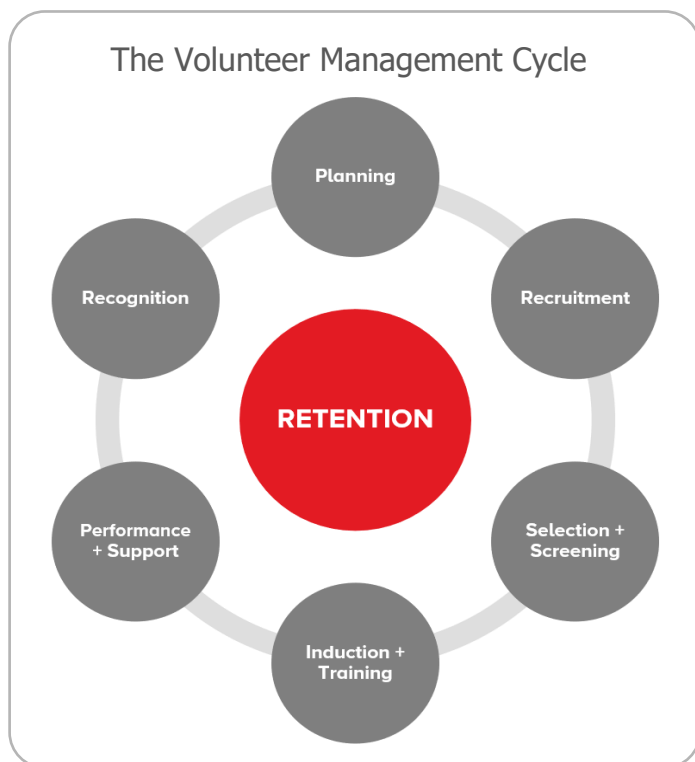 The Volunteer Management Cycle
Planning
Recruitment
Selection +
Screening
Induction +
Training
Performance
+ Support
Recognition
RETENTION